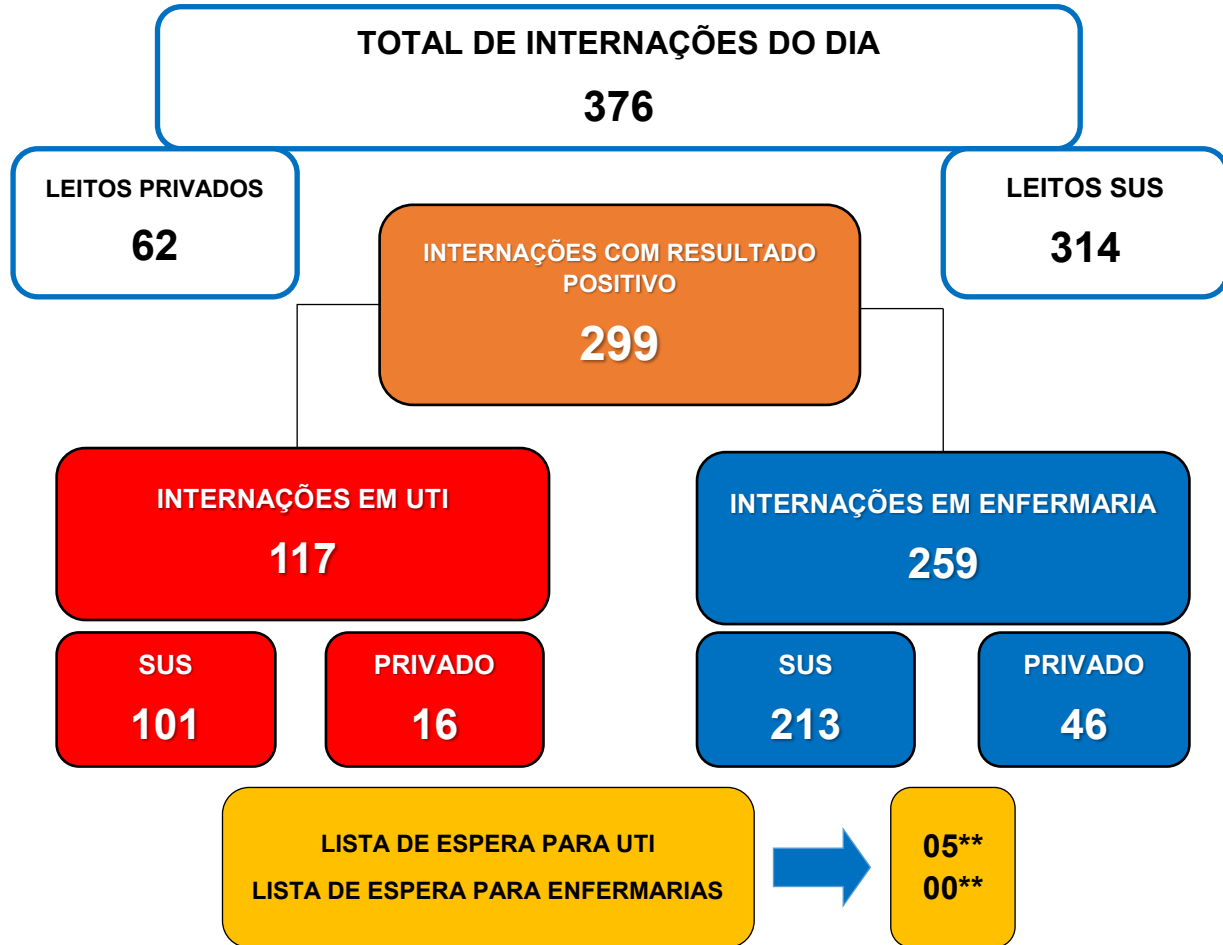 TOTAL DE INTERNAÇÕES DO DIA
376
LEITOS PRIVADOS
62
LEITOS SUS
314
INTERNAÇÕES COM RESULTADO
POSITIVO
299
INTERNAÇÕES EM UTI
117
INTERNAÇÕES EM ENFERMARIA
259
SUS
101
PRIVADO
16
SUS
213
PRIVADO
46
LISTA DE ESPERA PARA UTI
LISTA DE ESPERA PARA ENFERMARIAS
05**
00**